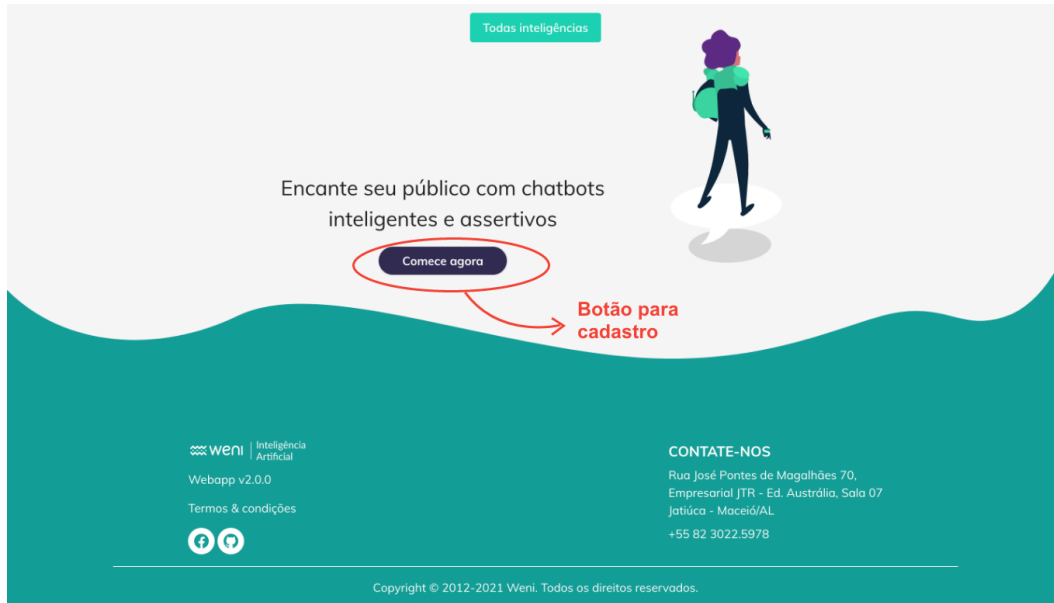 Todas inteligências
Encante seu público com chatbots
inteligentes e assertivos
Comece agora
Botão para
cadastro
weni | Inteligência
Artificial
Webapp v2.0.0
Termos & condições
CONTATE-NOS
Rua José Pontes de Magalhães 70,
Empresarial JTR - Ed. Austrália, Sala 07
Jatiúca - Maceió/AL
+55 82 3022.5978
Copyright © 2012-2021 Weni. Todos os direitos reservados.